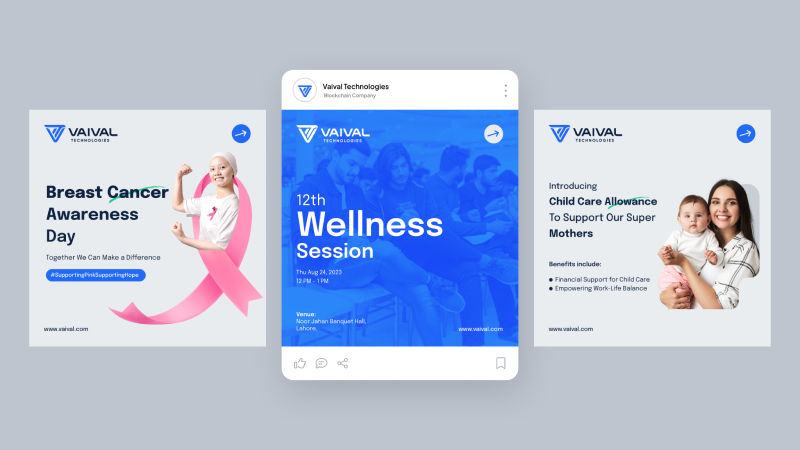 VAIVAL
TECHNOLOGIES
Breast Cancer
Awareness
Day
Together We Can Make a Difference
#SupportingPinkSupportingHope
www.vaival.com
Vaival Technologies
Blockchain Company
VAIVAL
TECHNOLOGIES
12th
Wellness
Session
Thu Aug 24, 2023
12 PM - 1 PM
Venue:
Noor Jahan Banquet Hall,
Lahore.
www.vaival.com
VAIVAL
TECHNOLOGIES
Introducing
Child Care Allowance
To Support Our Super
Mothers
Benefits include:
Financial Support for Child Care
Empowering Work-Life Balance
www.vaival.com